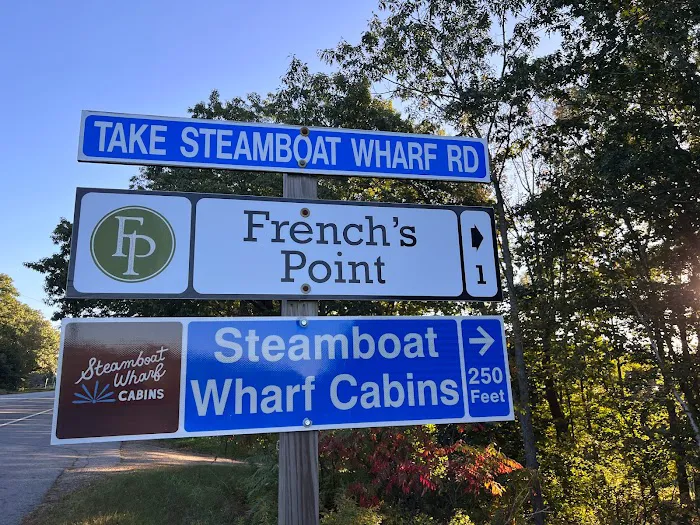 TAKE STEAMBOAT WHARF RD
FP
French's
Point
1
Steamboat
Wharf
CABINS
Steamboat
Wharf Cabins
→
250
Feet